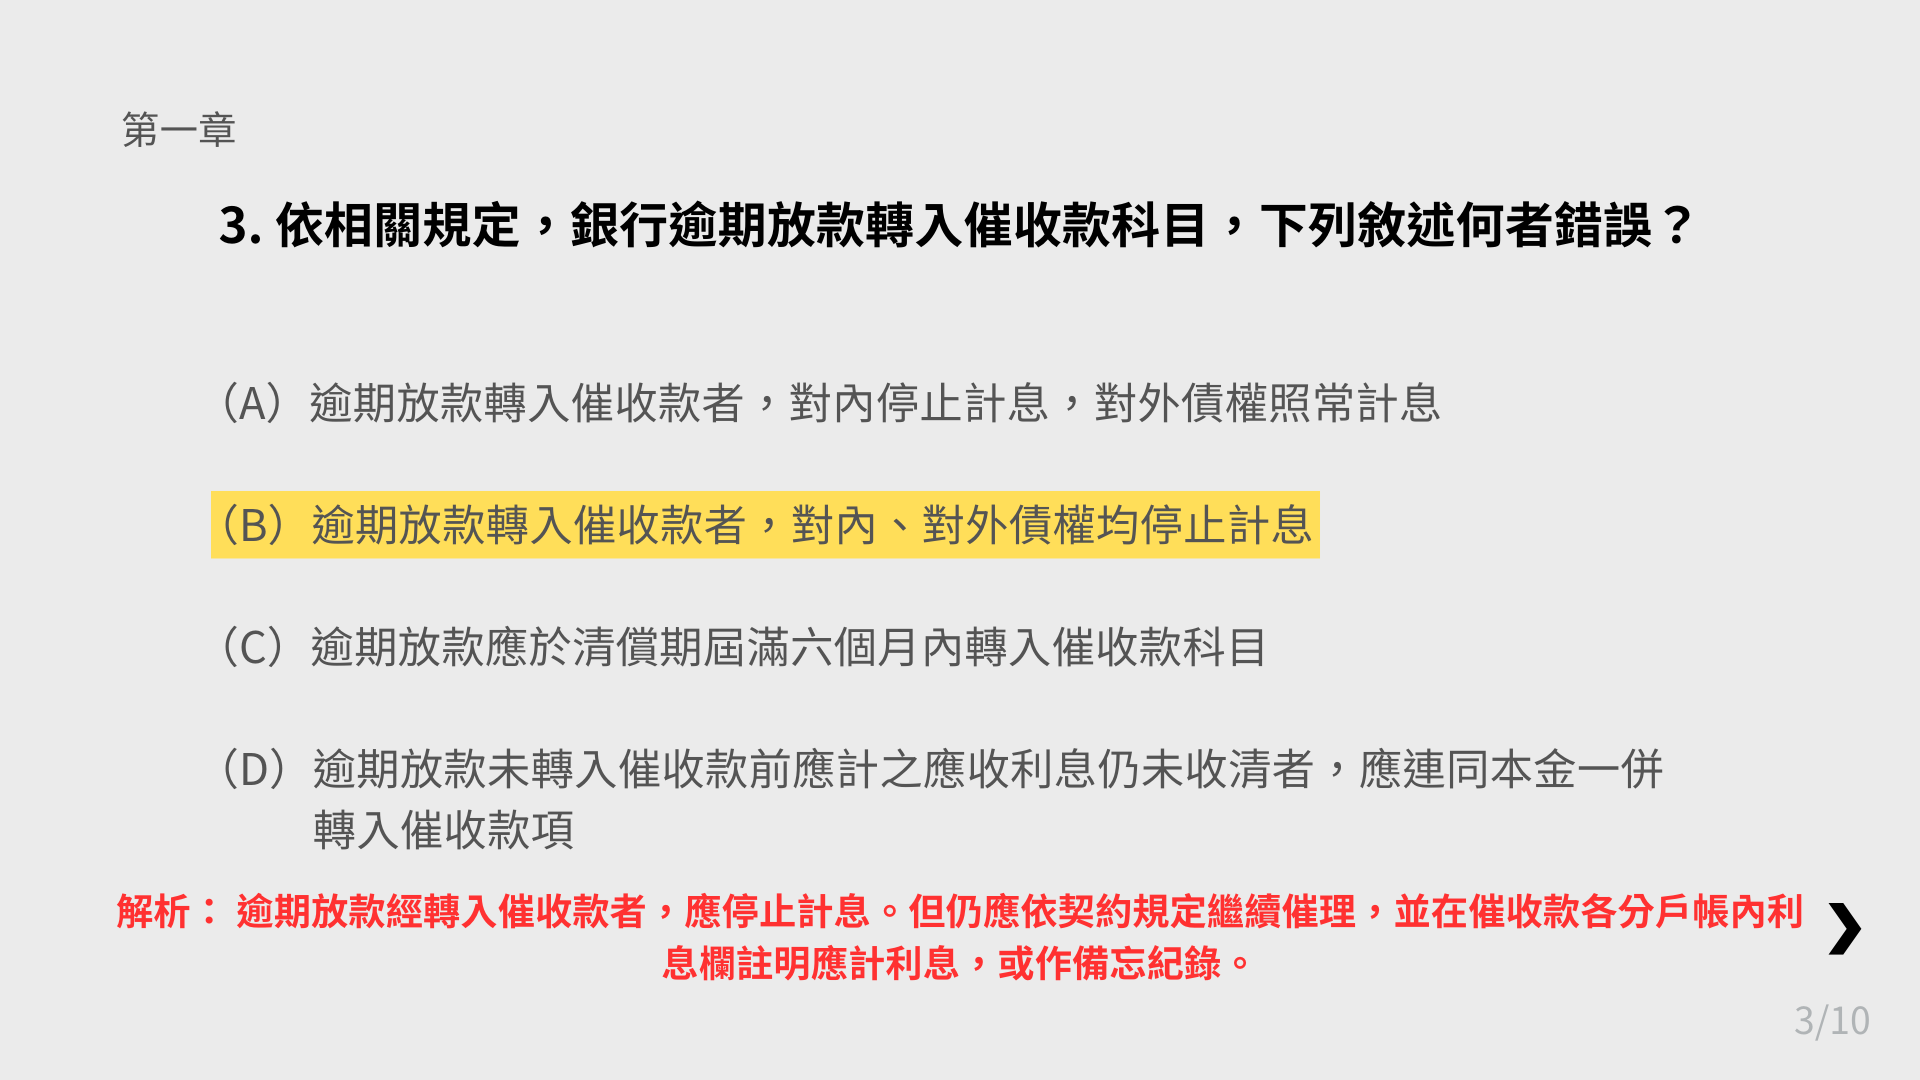 第一章
3. 依相關規定，銀行逾期放款轉入催收款科目，下列敘述何者錯誤？
（A）逾期放款轉入催收款者，對內停止計息，對外債權照常計息
（B）逾期放款轉入催收款者，對內、對外債權均停止計息
（C）逾期放款應於清償期屆滿六個月內轉入催收款科目
（D）逾期放款未轉入催收款前應計之應收利息仍未收清者，應連同本金一併
轉入催收款項
解析： 逾期放款經轉入催收款者，應停止計息。但仍應依契約規定繼續催理，並在催收款各分戶帳內利
息欄註明應計利息，或作備忘紀錄。
3/10